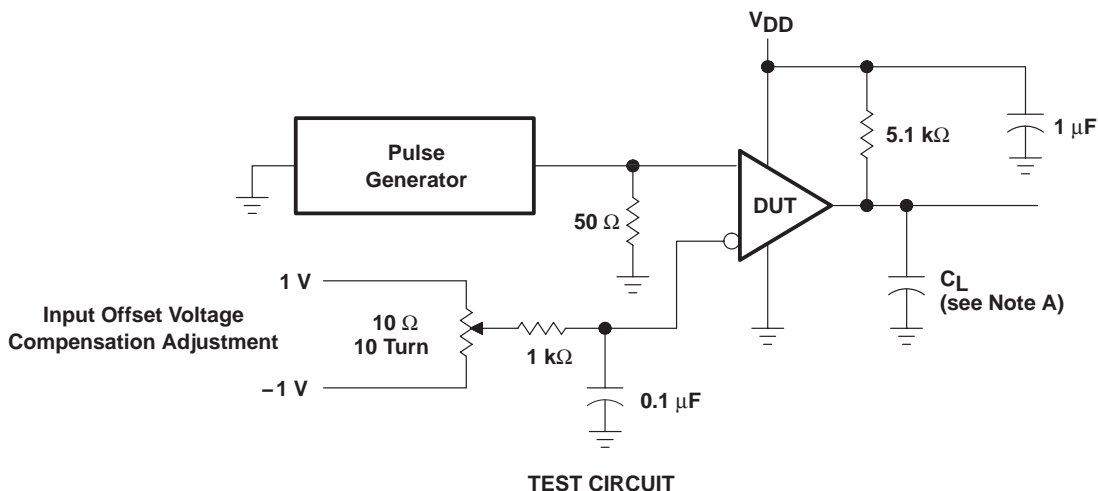 VDD
5.1 kΩ
1 μF
Pulse
Generator
50 Ω
DUT
CL
(see Note A)
1 V
Input Offset Voltage
Compensation Adjustment
10 Ω
10 Turn
1 kΩ
−1 V
0.1 μF
TEST CIRCUIT